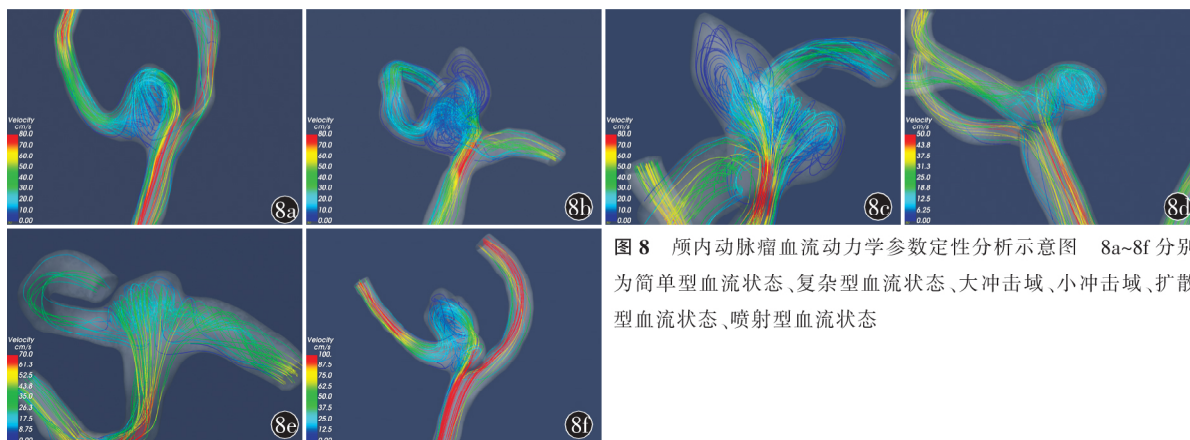 Velocity
cm/s
80.0
70.0
60.0
50.0
40.0
30.0
20.0
10.0
0.00
8a
Velocity
cm/s
80.0
70.0
60.0
50.0
40.0
30.0
20.0
10.0
0.00
8b
Velocity
cm/s
80.0
70.0
60.0
50.0
40.0
30.0
20.0
10.0
0.00
8c
Velocity
cm/s
50.0
43.8
37.5
31.3
25.0
18.8
12.5
6.25
0.00
8d
Velocity
cm/s
70.0
61.3
52.5
43.8
35.0
26.3
17.5
8.75
0.00
8e
Velocity
cm/s
100.
87.5
75.0
62.5
50.0
37.5
25.0
12.5
0.00
8f
图 8 颅内动脉瘤血流动力学参数定性分析示意图 8a~8f 分别
为简单型血流状态、复杂型血流状态、大冲击域、小冲击域、扩散
型血流状态、喷射型血流状态